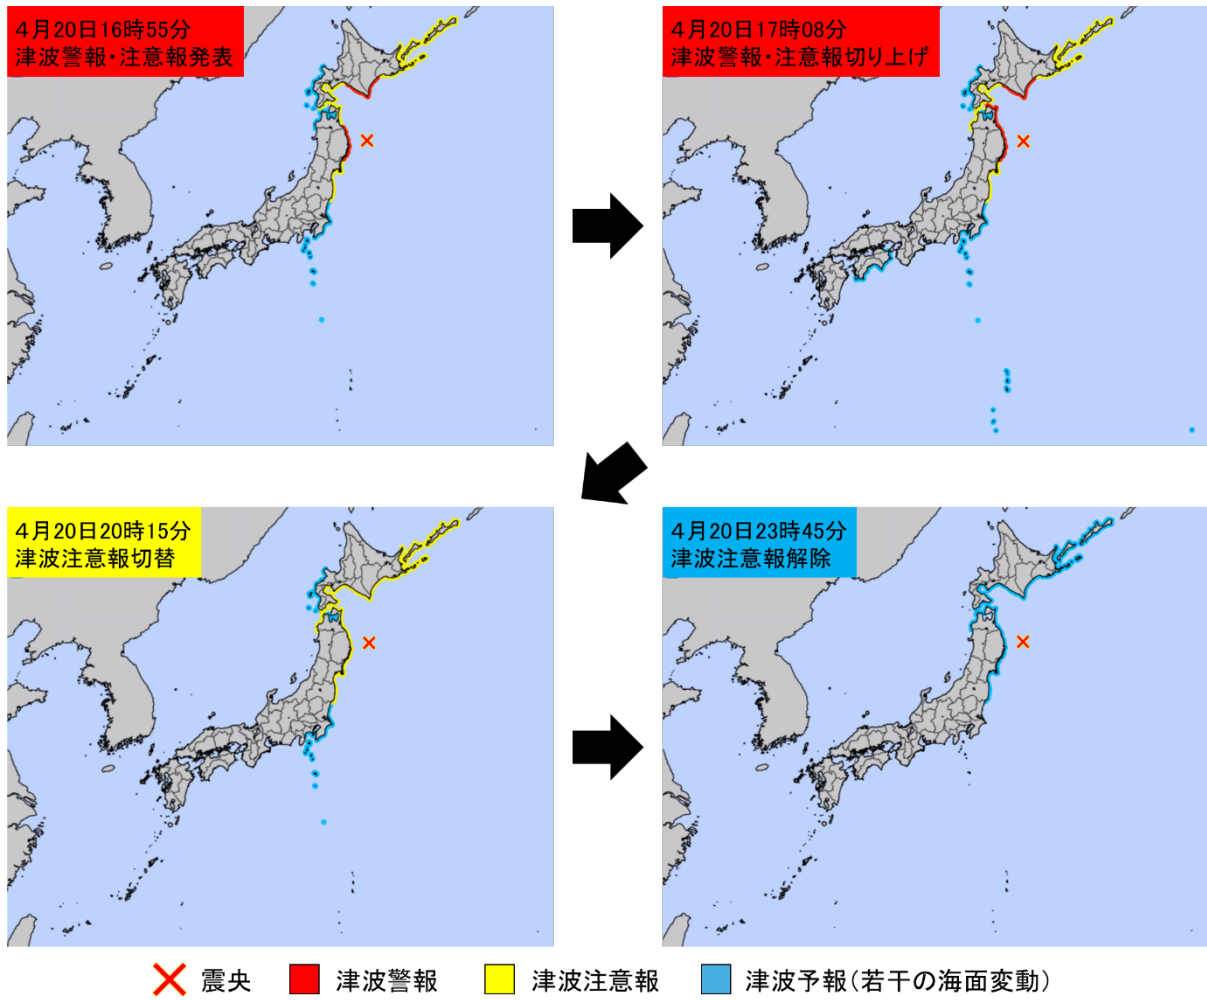 ４月20日16時55分
津波警報・注意報発表
４月20日17時08分
津波警報・注意報切り上げ
４月20日20時15分
津波注意報切替
４月20日23時45分
津波注意報解除
震央
津波警報
津波注意報
津波予報（若干の海面変動）